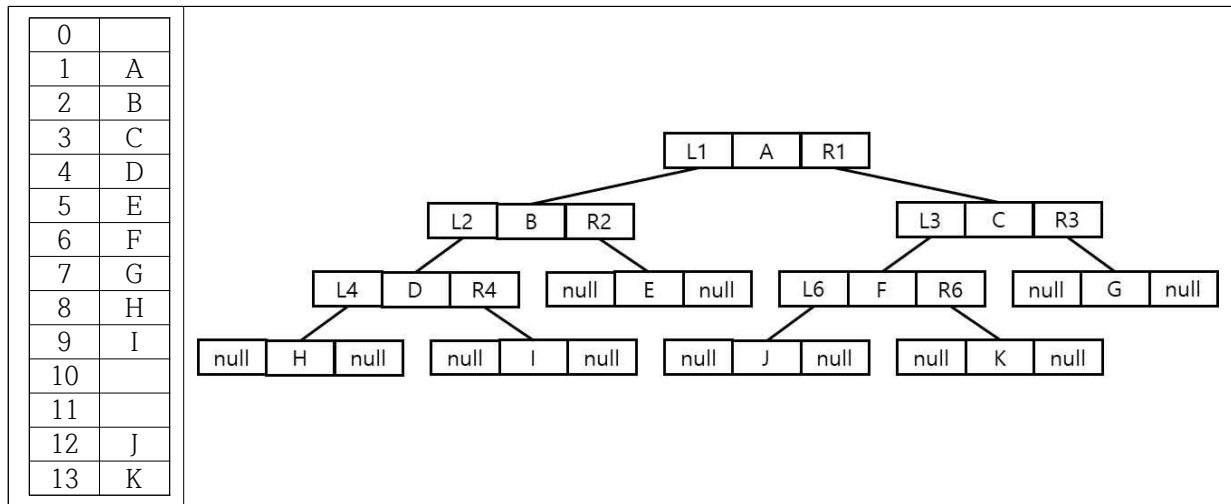 0
1 A
2 B
3 C
4 D
5 E
6 F
7 G
8 H
9 I
10
11
12 J
13 K
L1 A R1
L2 B R2
L3 C R3
L4 D R4
null E null
L6 F R6
null G null
null H null
null I null
null J null
null K null